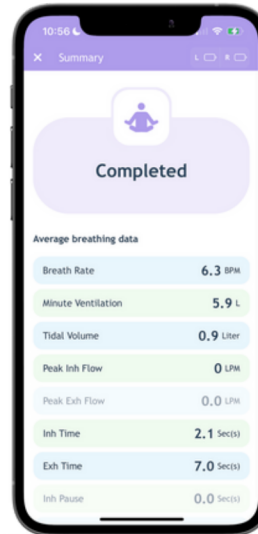 10:56
Summary
L R
Completed
Average breathing data
Breath Rate 6.3 BPM
Minute Ventilation 5.9 L
Tidal Volume 0.9 Liter
Peak Inh Flow 0 LPM
Peak Exh Flow 0.0 LPM
Inh Time 2.1 Sec(s)
Exh Time 7.0 Sec(s)
Inh Pause 0.0 Sec(s)